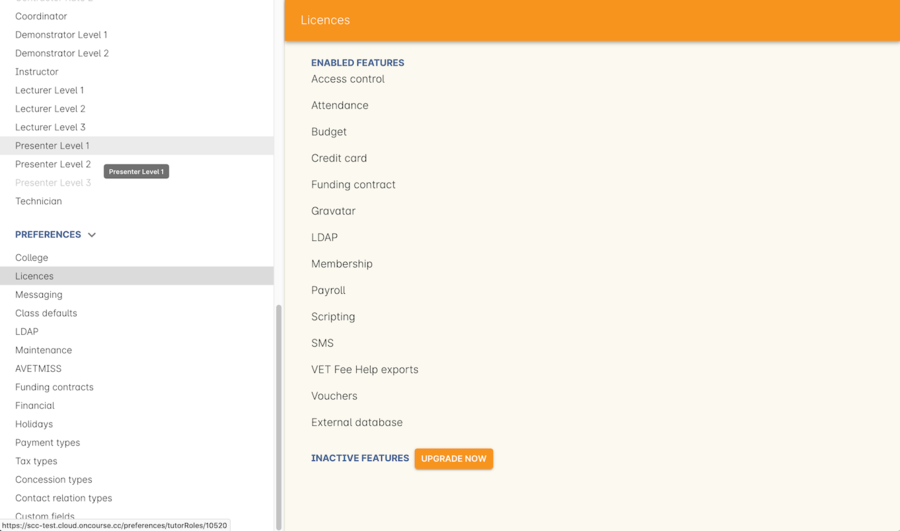 Coordinator
Demonstrator Level 1
Demonstrator Level 2
Instructor
Lecturer Level 1
Lecturer Level 2
Lecturer Level 3
Presenter Level 1
Presenter Level 2
Presenter Level 1
Presenter Level 3
Technician
PREFERENCES
College
Licences
Messaging
Class defaults
LDAP
Maintenance
AVETMISS
Funding contracts
Financial
Holidays
Payment types
Tax types
Concession types
Contact relation types
Custom fields
https://scc-test.cloud.oncourse.cc/preferences/tutorRoles/10520
Licences
ENABLED FEATURES
Access control
Attendance
Budget
Credit card
Funding contract
Gravatar
LDAP
Membership
Payroll
Scripting
SMS
VET Fee Help exports
Vouchers
External database
INACTIVE FEATURES UPGRADE NOW